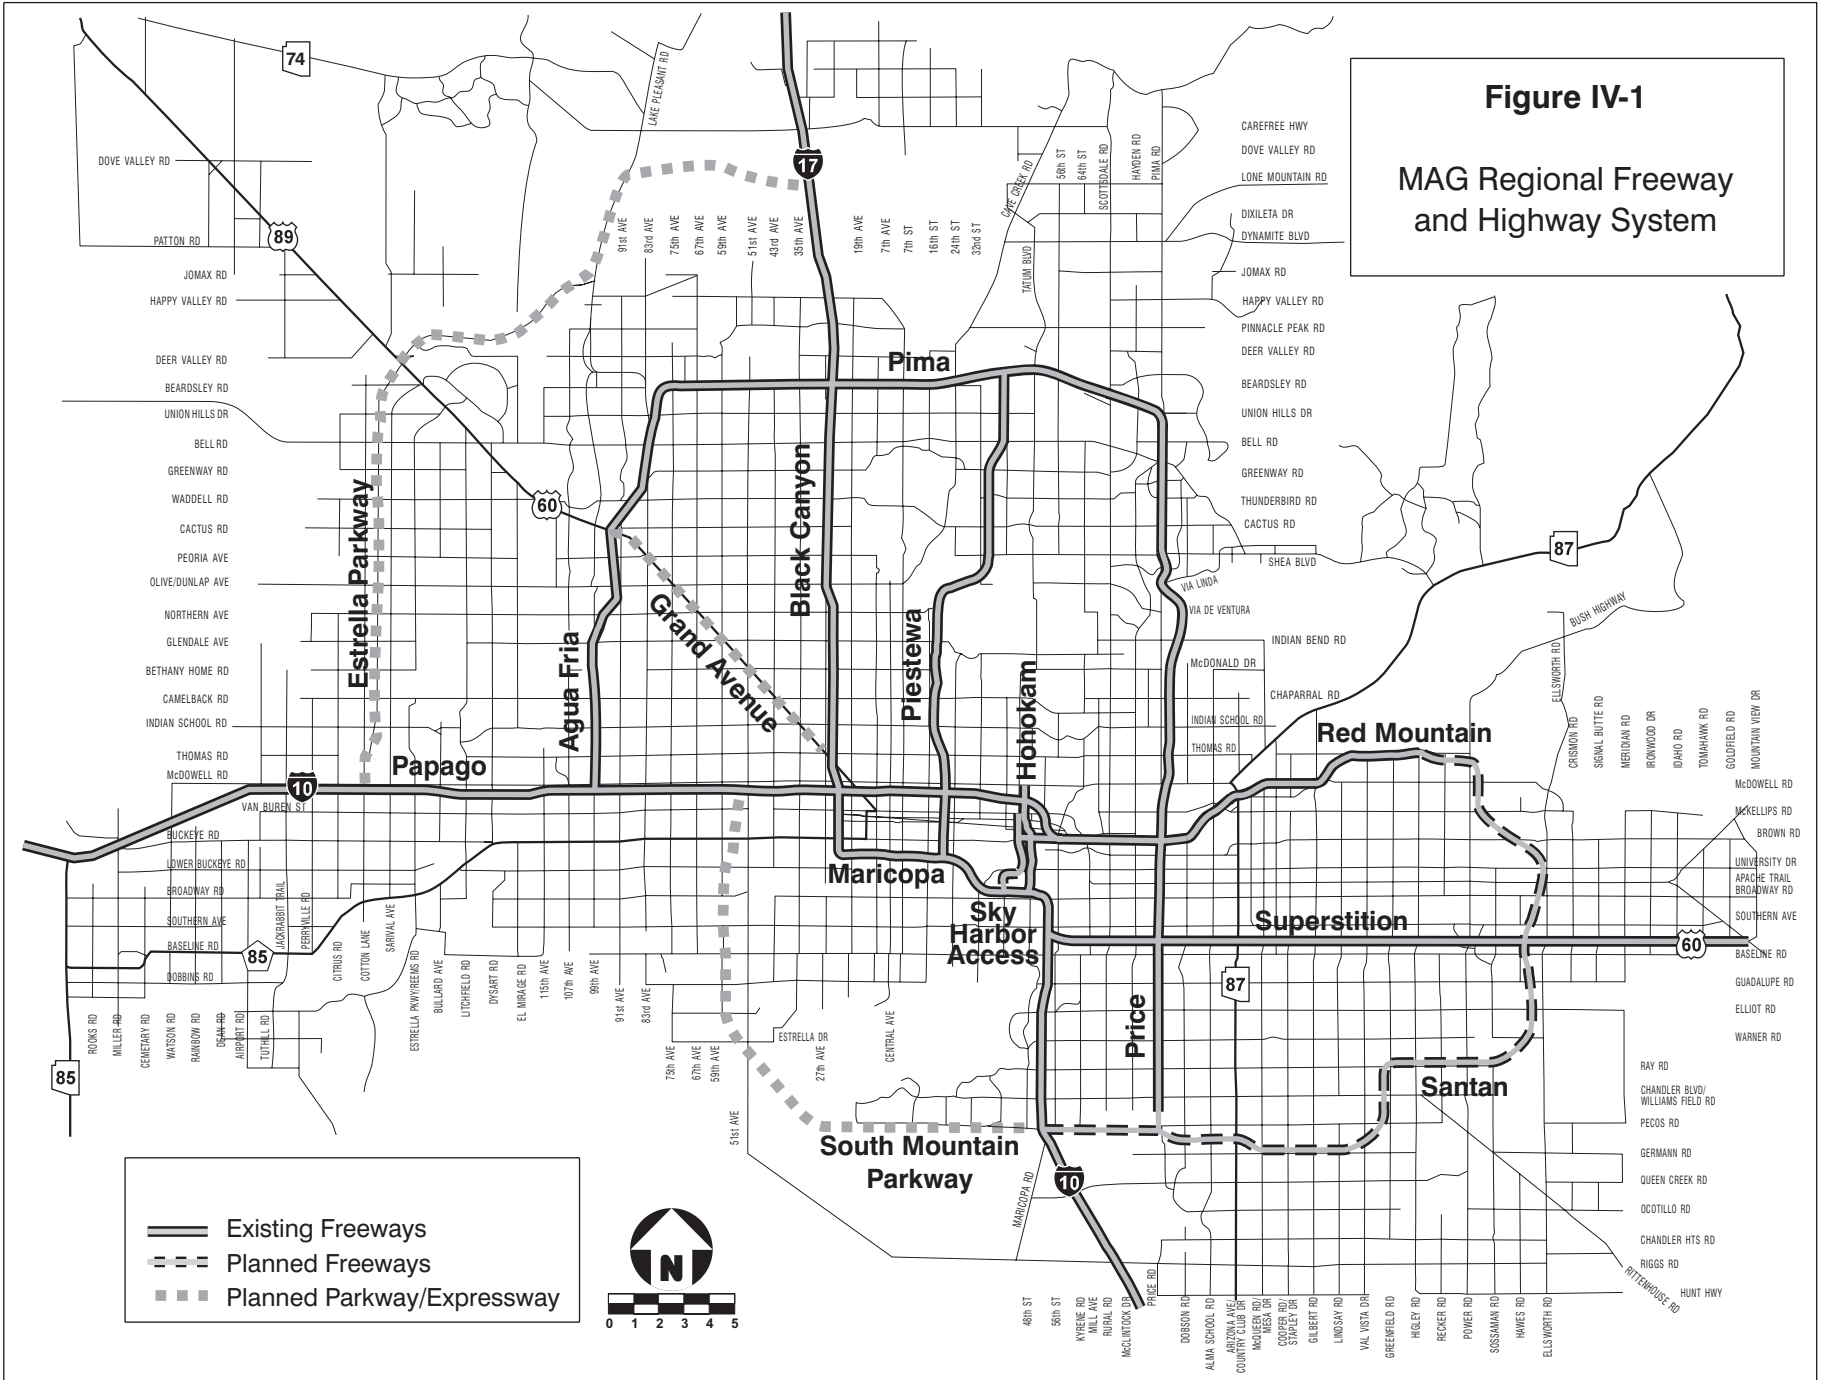 Figure IV-1
MAG Regional Freeway
and Highway System
74
LAKE PLEASANT RD
17
CAREFREE HWY
DOVE VALLEY RD
LONE MOUNTAIN RD
DIXILETA DR
DYNAMITE BLVD
JOMAX RD
HAPPY VALLEY RD
PINNACLE PEAK RD
DEER VALLEY RD
BEARDSLEY RD
UNION HILLS DR
BELL RD
GREENWAY RD
THUNDERBIRD RD
CACTUS RD
SHEA BLVD
VIA LINDA
VIA DE VENTURA
INDIAN BEND RD
McDONALD DR
CHAPARRAL RD
INDIAN SCHOOL RD
THOMAS RD
CAVE CREEK RD
56th ST
64th ST
SCOTTSDALE RD
HAYDEN RD
PIMA RD
TATUM BLVD
91st AVE
83rd AVE
75th AVE
67th AVE
59th AVE
51st AVE
43rd AVE
35th AVE
19th AVE
7th AVE
7th ST
16th ST
24th ST
32nd ST
DOVE VALLEY RD
89
PATTON RD
JOMAX RD
HAPPY VALLEY RD
DEER VALLEY RD
BEARDSLEY RD
UNION HILLS DR
BELL RD
GREENWAY RD
WADDELL RD
CACTUS RD
PEORIA AVE
OLIVE/DUNLAP AVE
NORTHERN AVE
GLENDALE AVE
BETHANY HOME RD
CAMELBACK RD
INDIAN SCHOOL RD
THOMAS RD
McDOWELL RD
VAN BUREN ST
BUCKEYE RD
LOWER BUCKEYE RD
BROADWAY RD
SOUTHERN AVE
BASELINE RD
DOBBINS RD
Pima
60
87
BUSH HIGHWAY
Estrella Parkway
Agua Fria
Grand Avenue
Black Canyon
Piestewa
Hohokam
Red Mountain
Papago
10
Maricopa
Sky
Harbor
Access
Superstition
60
87
Price
Santan
South Mountain
Parkway
10
85
85
ELLSWORTH RD
CRISMON RD
SIGNAL BUTTE RD
MERIDIAN RD
IRONWOOD DR
IDAHO RD
TOMAHAWK RD
GOLDFIELD RD
MOUNTAIN VIEW DR
McDOWELL RD
McKELLIPS RD
BROWN RD
UNIVERSITY DR
APACHE TRAIL
BROADWAY RD
SOUTHERN AVE
BASELINE RD
GUADALUPE RD
ELLIOT RD
WARNER RD
RAY RD
CHANDLER BLVD/
WILLIAMS FIELD RD
PECOS RD
GERMANN RD
QUEEN CREEK RD
OCOTILLO RD
CHANDLER HTS RD
RIGGS RD
RITTENHOUSE RD
HUNT HWY
ROOKS RD
MILLER RD
CEMETARY RD
WATSON RD
RAINBOW RD
DEAN RD
AIRPORT RD
TUTHILL RD
JACKRABBIT TRAIL
PERRYVILLE RD
CITRUS RD
COTTON LANE
SARIVAL AVE
ESTRELLA PKWY/REEMS RD
BULLARD AVE
LITCHFIELD RD
DYSART RD
EL MIRAGE RD
115th AVE
107th AVE
99th AVE
91st AVE
83rd AVE
75th AVE
67th AVE
59th AVE
51st AVE
ESTRELLA DR
27th AVE
CENTRAL AVE
MARICOPA RD
48th ST
56th ST
KYRENE RD
MILL AVE
RURAL RD
McCLINTOCK DR
PRICE RD
DOBSON RD
ALMA SCHOOL RD
ARIZONA AVE/
COUNTRY CLUB DR
McQUEEN RD/
MESA DR
COOPER RD/
STAPLEY DR
GILBERT RD
LINDSAY RD
VAL VISTA DR
GREENFIELD RD
HIGLEY RD
RECKER RD
POWER RD
SOSSAMAN RD
HAWES RD
ELLSWORTH RD
Existing Freeways
Planned Freeways
Planned Parkway/Expressway
N
0 1 2 3 4 5